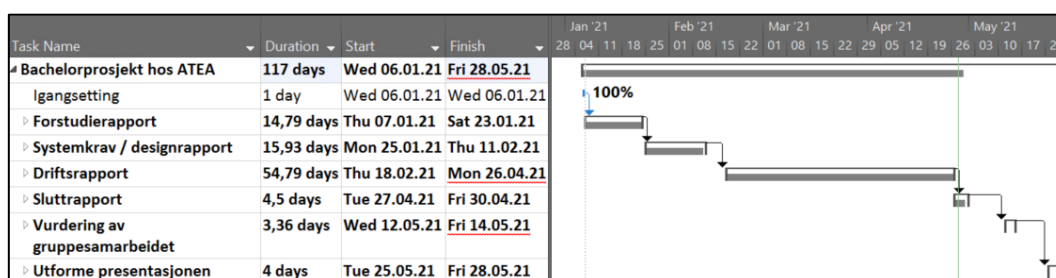 Jan '21 Feb '21 Mar '21 Apr '21 May '21
Task Name Duration Start Finish 28 04 11 18 25 01 08 15 22 01 08 15 22 29 05 12 19 26 03 10 17 2
Bachelorprosjekt hos ATEA 117 days Wed 06.01.21 Fri 28.05.21
Igangsetting 1 day Wed 06.01.21 Wed 06.01.21 100%
Forstudierapport 14,79 days Thu 07.01.21 Sat 23.01.21
Systemkrav / designrapport 15,93 days Mon 25.01.21 Thu 11.02.21
Driftsrapport 54,79 days Thu 18.02.21 Mon 26.04.21
Sluttrapport 4,5 days Tue 27.04.21 Fri 30.04.21
Vurdering av 3,36 days Wed 12.05.21 Fri 14.05.21
gruppesamarbeidet
Utforme presentasjonen 4 days Tue 25.05.21 Fri 28.05.21